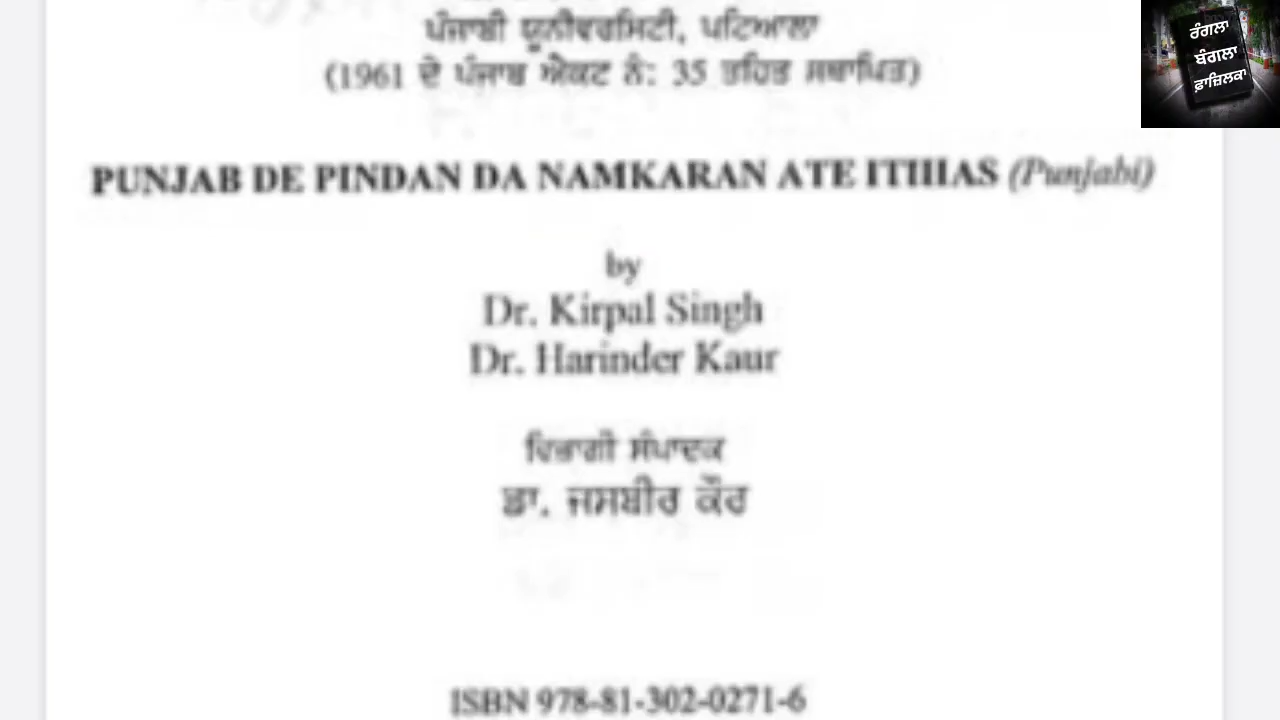 ਪੰਜਾਬੀ ਯੂਨੀਵਰਸਿਟੀ, ਪਟਿਆਲਾ
(1961 ਦੇ ਪੰਜਾਬ ਐਕਟ ਨੰ: 35 ਤਹਿਤ ਸਥਾਪਿਤ)
PUNJAB DE PINDAN DA NAMKARAN ATE ITIHAS (Punjabi)
by
Dr. Kirpal Singh
Dr. Harinder Kaur
ਵਿਭਾਗੀ ਸੰਪਾਦਕ
ਡਾ. ਜਸਬੀਰ ਕੌਰ
ISBN 978-81-302-0271-6
ਰੰਗਲਾ
ਬੰਗਲਾ
ਫ਼ਾਜ਼ਿਲਕਾ